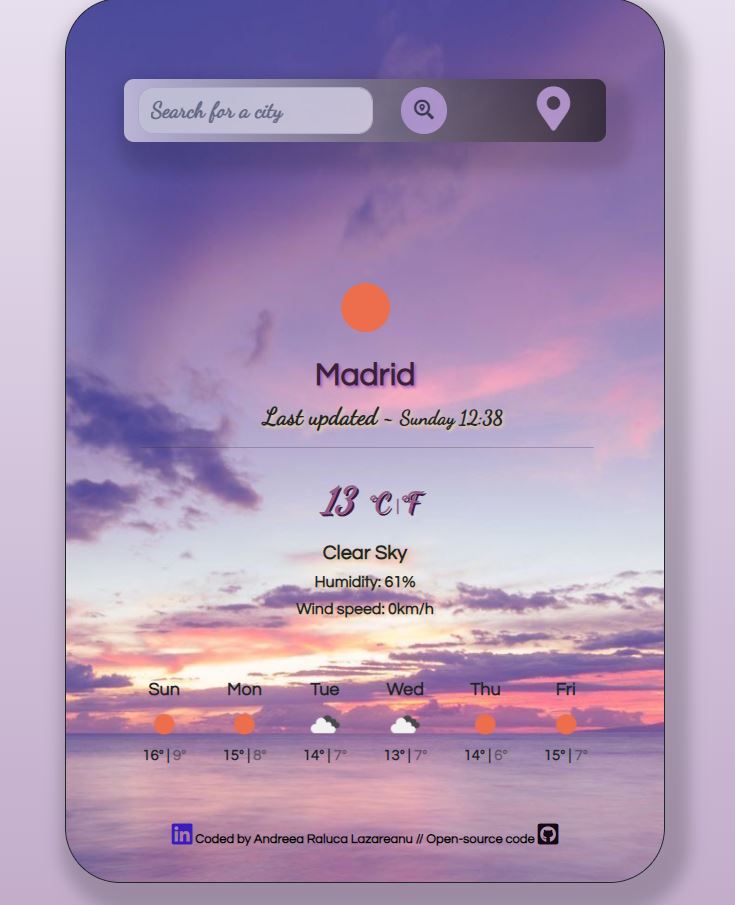 Search for a city
Madrid
Last updated ~ Sunday 12:38
13 °C|°F
Clear Sky
Humidity: 61%
Wind speed: 0km/h
Sun Mon Tue Wed Thu Fri
16°|9° 15°|8° 14°|7° 13°|7° 14°|6° 15°|7°
in Coded by Andreea Raluca Lazareanu // Open-source code